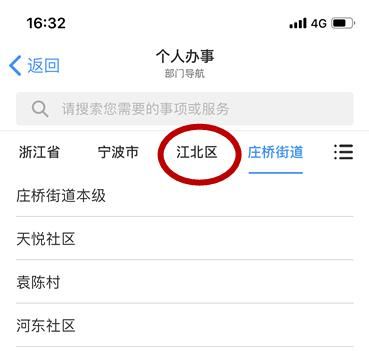 16:32 4G
返回
个人办事
部门导航
请搜索您需要的事项或服务
浙江省 宁波市 江北区 庄桥街道
庄桥街道本级
天悦社区
袁陈村
河东社区